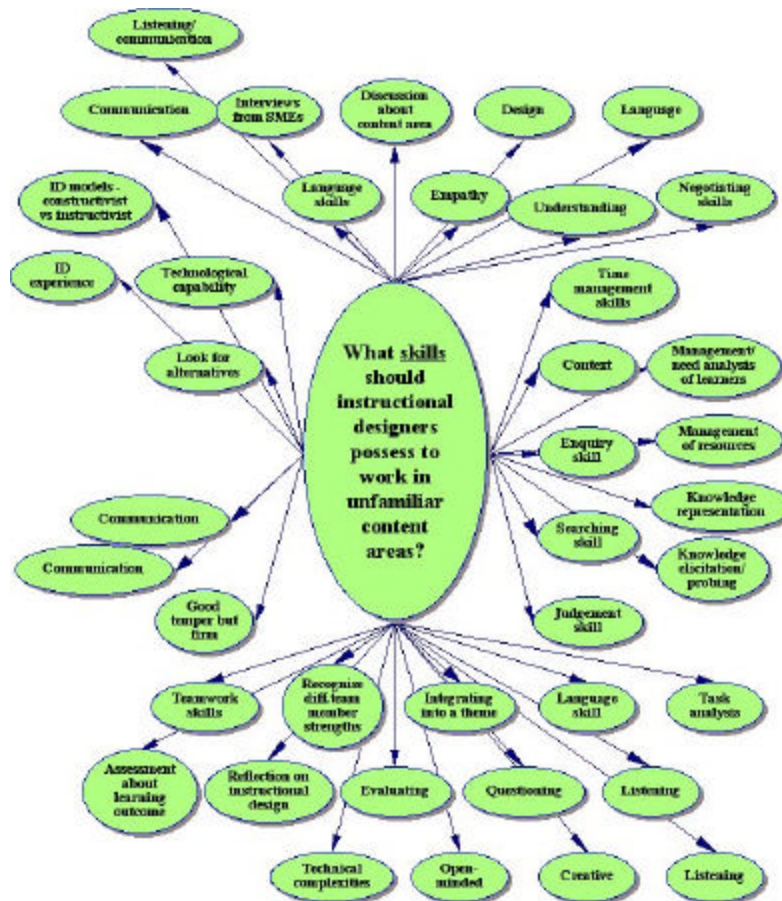 Listening/
communication
Communication
Interviews
from SMEs
Discussion
about
content area
Design
Language
ID models -
constructivist
vs instructivist
Language
skills
Empathy
Understanding
Negotisting
skills
ID
experience
Technological
capability
Time
management
skills
Look for
alternatives
What skills
should
instructional
designers
possess to
work in
unfamiliar
content
areas?
Context
Management/
need analysis
of learners
Enquiry
skill
Management
of resources
Knowledge
representation
Communication
Searching
skill
Communication
Knowledge
elicitation/
probing
Good
temper but
firm
Judgement
skill
Teamwork
skills
Recognise
diff. team
member
strengths
Integrating
into a theme
Language
skill
Task
analysis
Assessment
about
learning
outcome
Reflection on
instructional
design
Evaluating
Questioning
Listening
Technical
complexities
Open-
minded
Creative
Listening